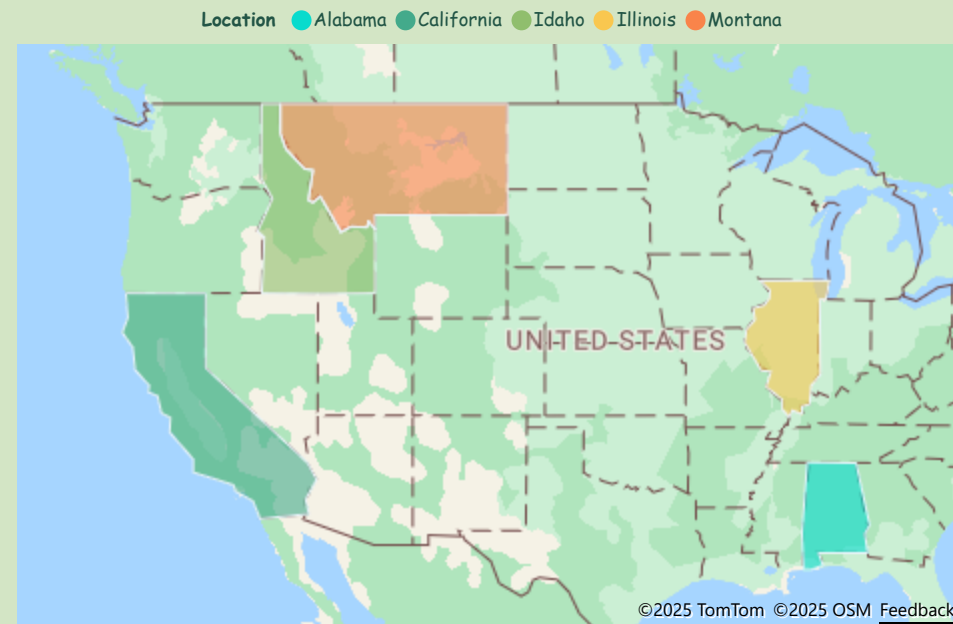 Location Alabama California Idaho Illinois Montana
UNITED STATES
©2025 TomTom ©2025 OSM Feedback